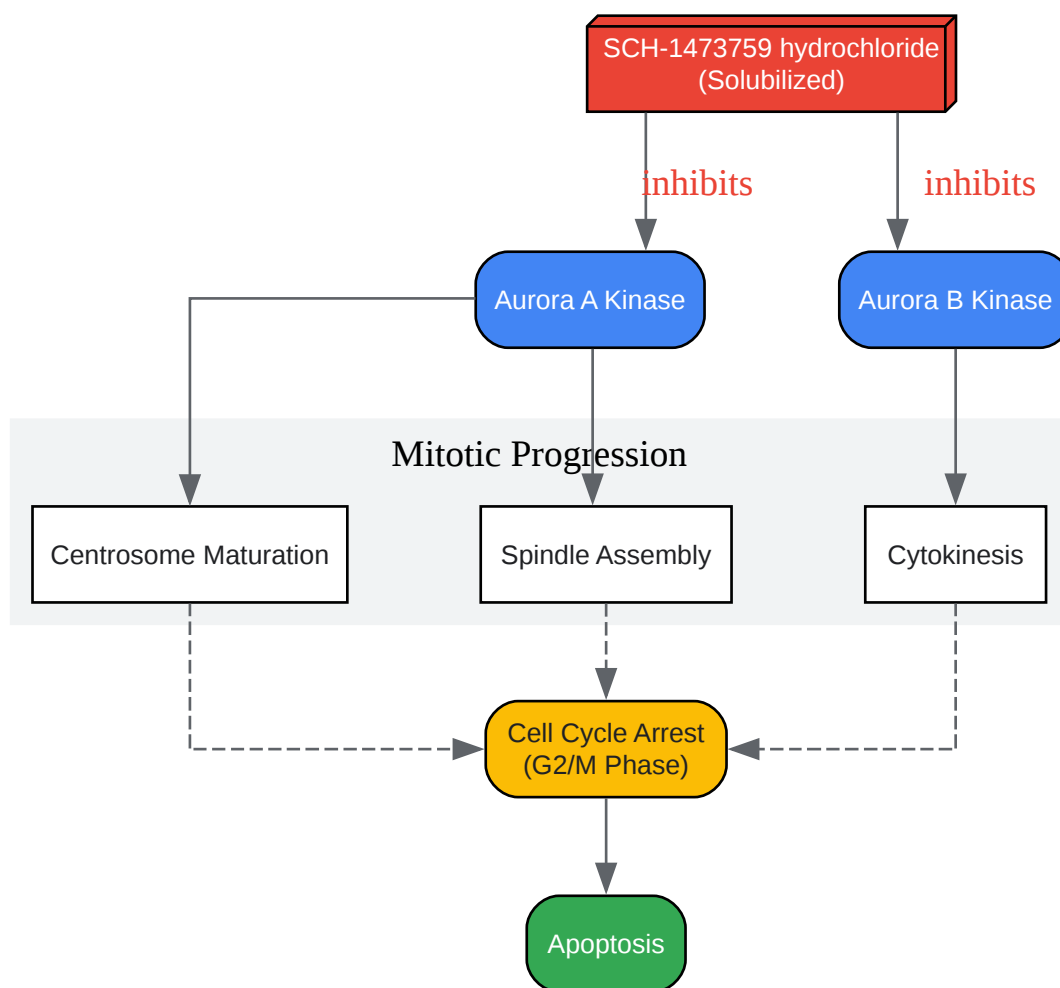 SCH-1473759 hydrochloride
(Solubilized)
inhibits
inhibits
Aurora A Kinase
Aurora B Kinase
Mitotic Progression
Centrosome Maturation
Spindle Assembly
Cytokinesis
Cell Cycle Arrest
(G2/M Phase)
Apoptosis